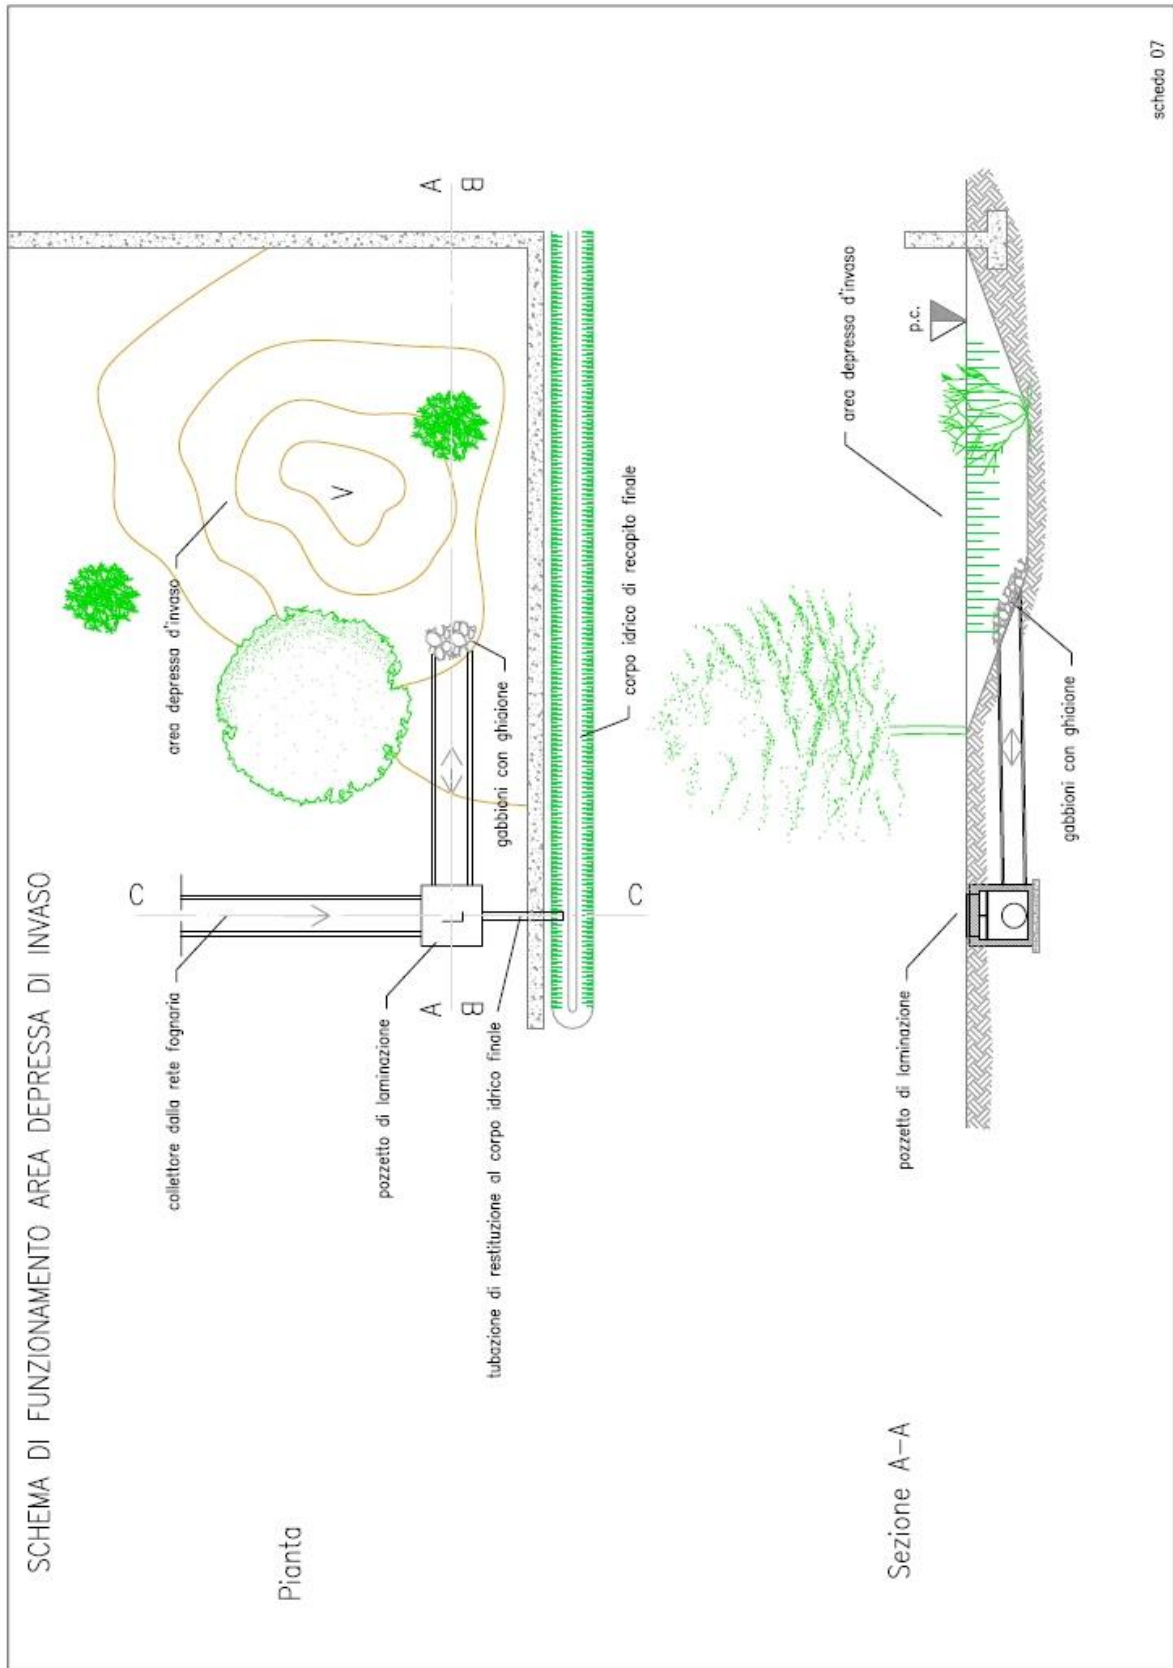 SCHEMA DI FUNZIONAMENTO AREA DEPRESSA DI INVASO
Pianta
collettore dalla rete fognaria
C
area depressa d'invaso
V
pozzetto di laminazione
L
A
B
A
B
tubazione di restituzione al corpo idrico finale
gabbioni con ghiaione
C
corpo idrico di recapito finale
Sezione A-A
pozzetto di laminazione
area depressa d'invaso
p.c.
gabbioni con ghiaione
scheda 07